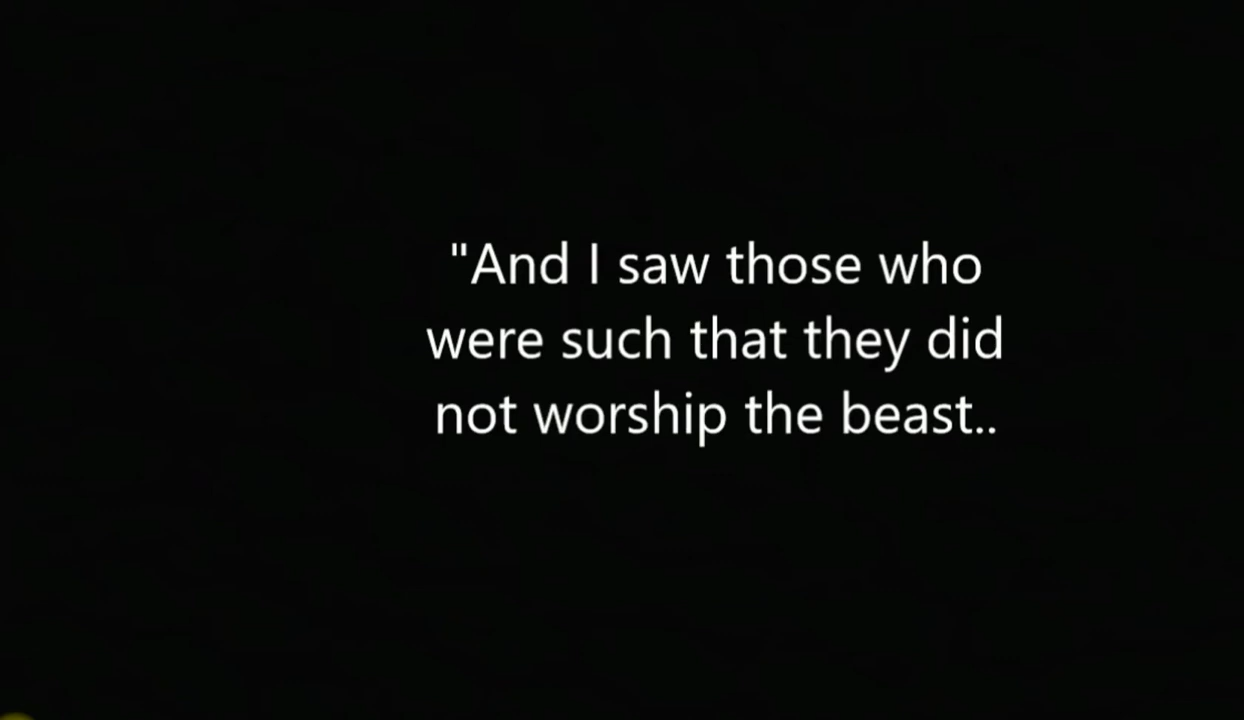 "And I saw those who
were such that they did
not worship the beast..